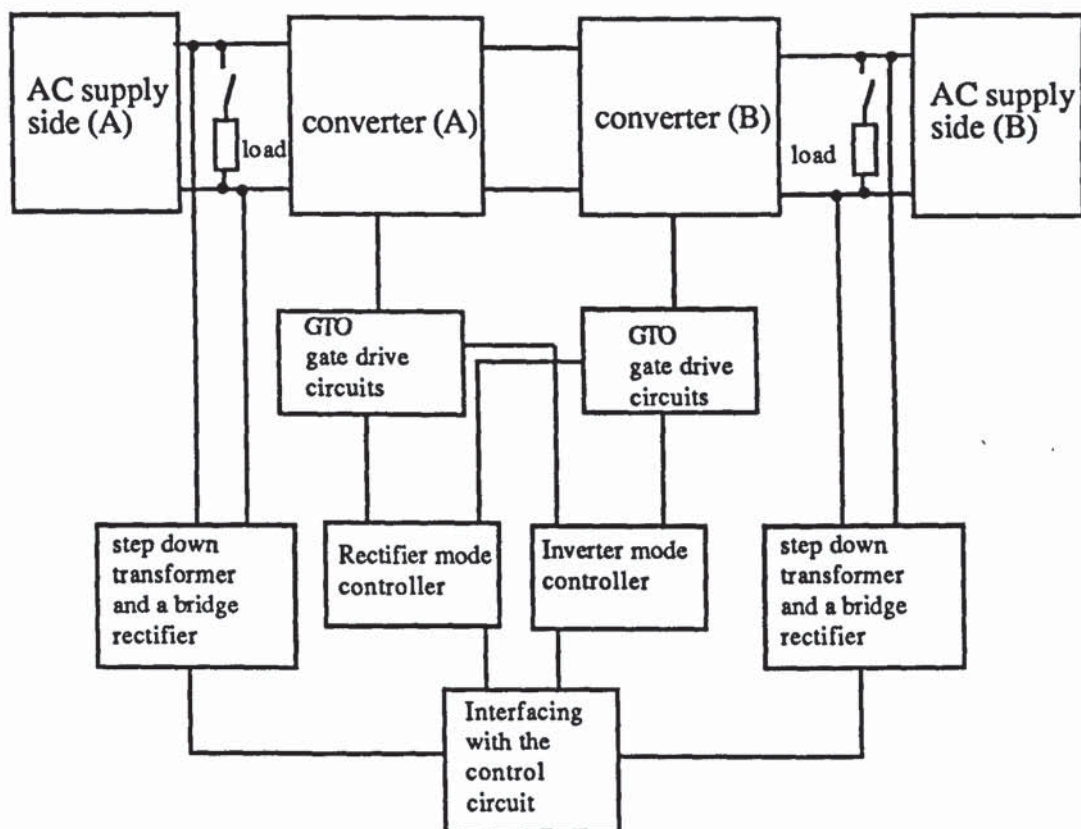 AC supply
side (A)
load
converter (A)
converter (B)
load
AC supply
side (B)
GTO
gate drive
circuits
GTO
gate drive
circuits
step down
transformer
and a bridge
rectifier
Rectifier mode
controller
Inverter mode
controller
step down
transformer
and a bridge
rectifier
Interfacing
with the
control
circuit